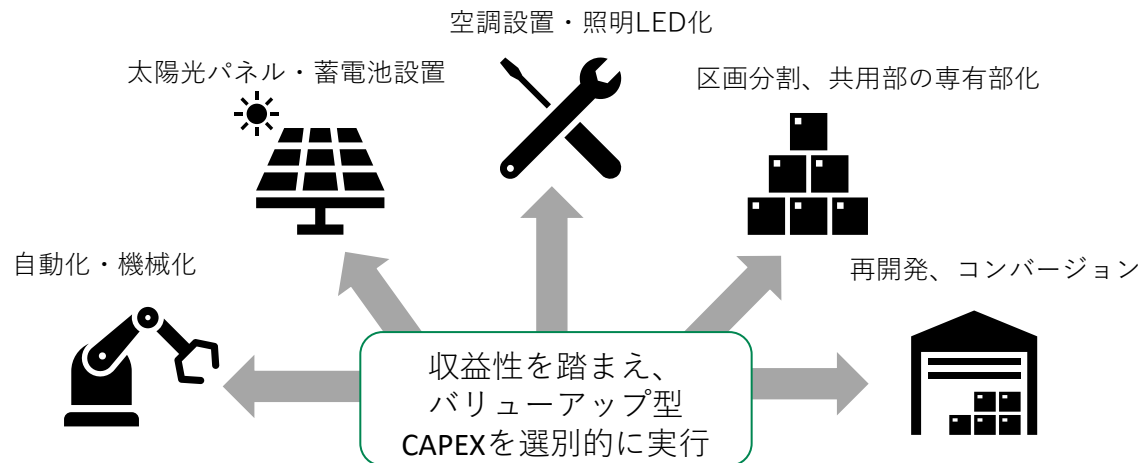 空調設置・照明LED化
太陽光パネル・蓄電池設置
区画分割、共用部の専有部化
自動化・機械化
再開発、コンバージョン
収益性を踏まえ、
バリューアップ型
CAPEXを選別的に実行